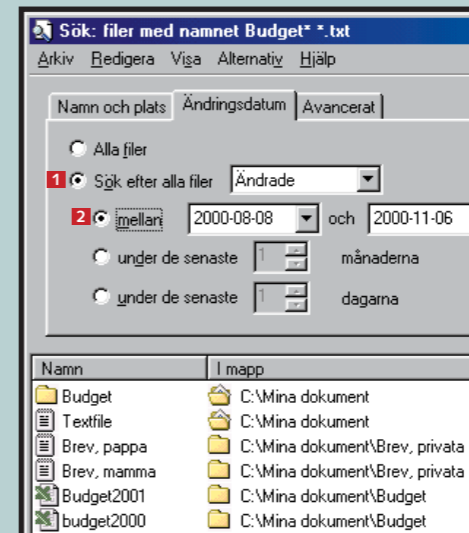 Sök: filer med namnet Budget* *.txt
Arkiv Redigera Visa Alternativ Hjälp
Namn och plats Ändringsdatum Avancerat
Alla filer
1 Sök efter alla filer Ändrade
2 mellan 2000-08-08 och 2000-11-06
under de senaste 1 månaderna
under de senaste 1 dagarna
Namn I mapp
Budget C:\Mina dokument
Textfile C:\Mina dokument
Brev, pappa C:\Mina dokument\Brev, privata
Brev, mamma C:\Mina dokument\Brev, privata
Budget2001 C:\Mina dokument\Budget
budget2000 C:\Mina dokument\Budget